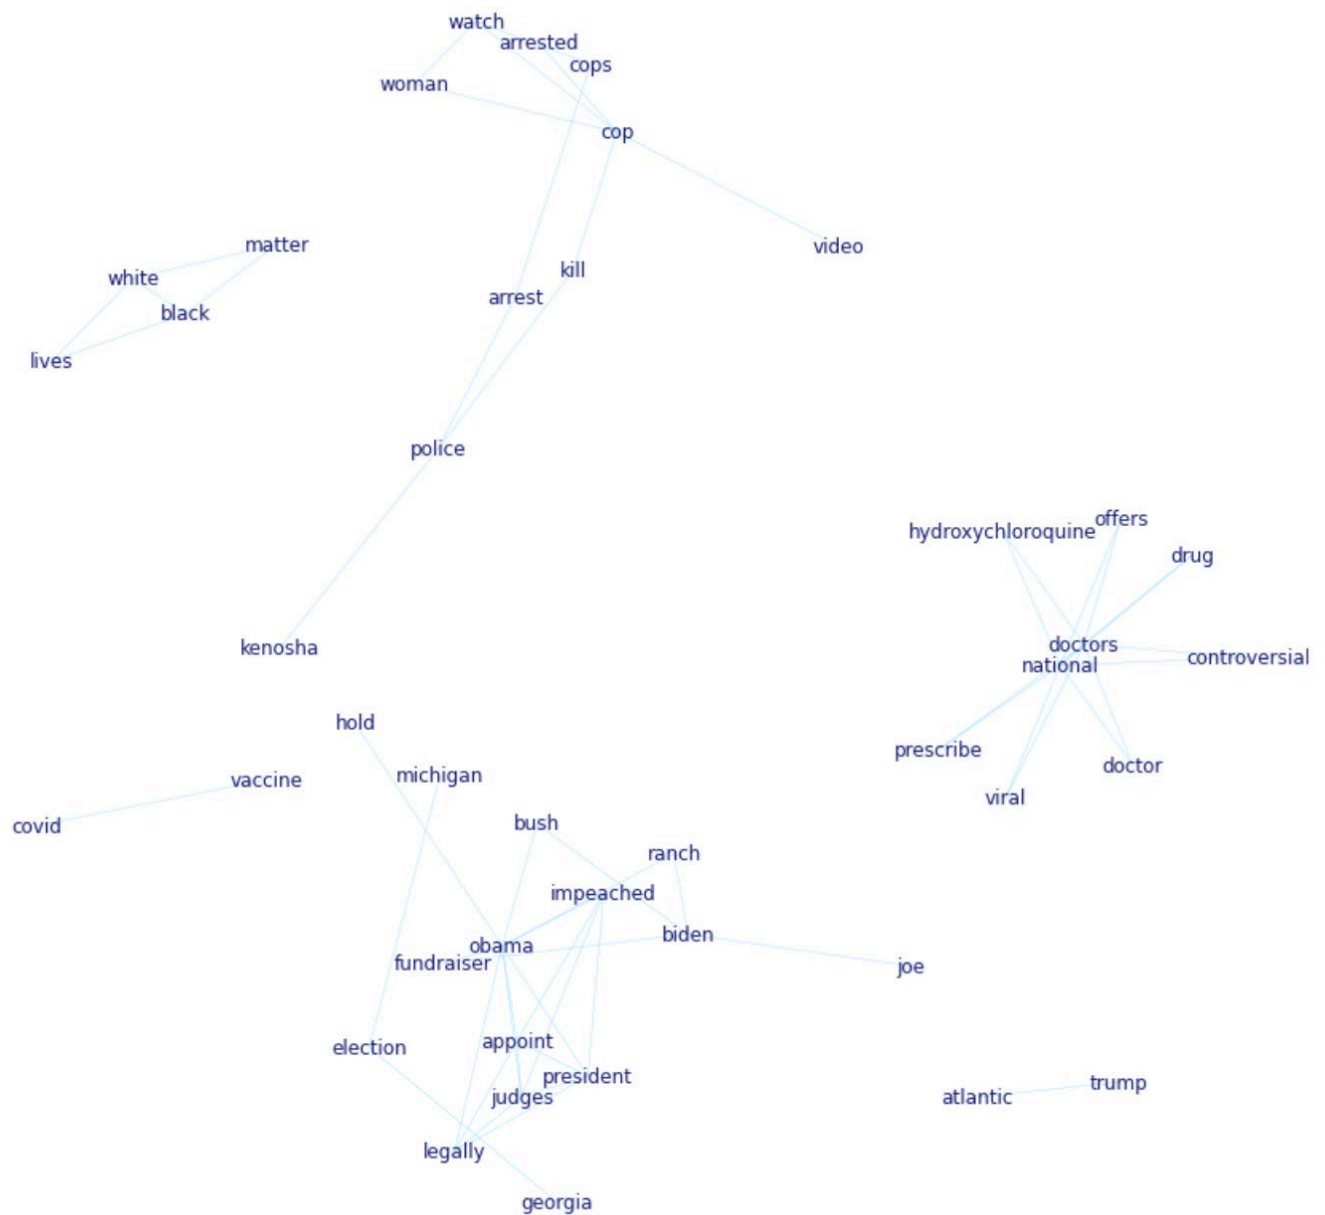 watch
arrested
cops
woman
cop
matter
video
white
kill
arrest
black
lives
police
offers
hydroxychloroquine
drug
doctors
kenosha
controversial
national
hold
prescribe
doctor
michigan
vaccine
viral
bush
covid
ranch
impeached
biden
obama
fundraiser
joe
appoint
election
president
trump
judges
atlantic
legally
georgia